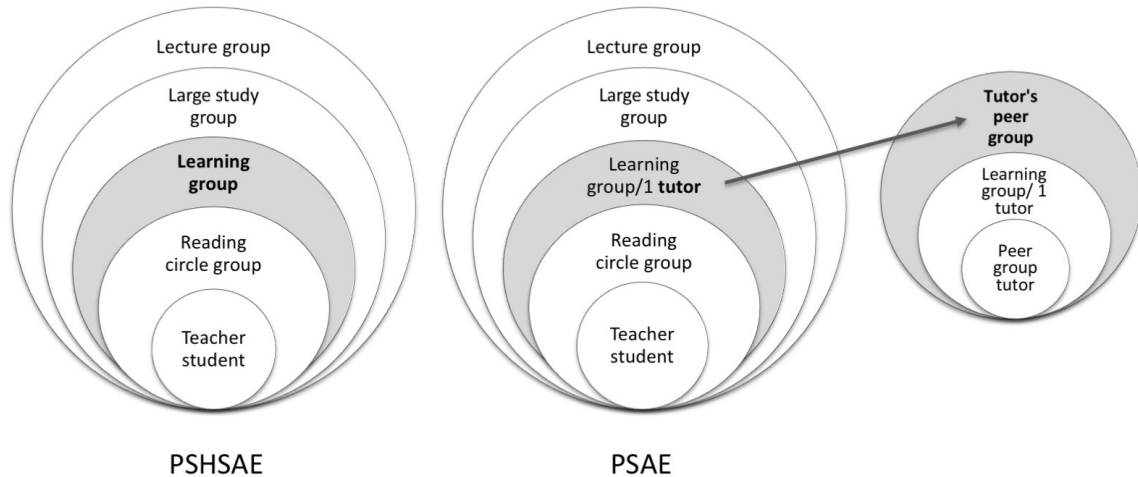 Lecture group
Large study
group
Learning
group
Reading
circle group
Teacher
student
PSHSAE
Lecture group
Large study
group
Learning
group/1 tutor
Reading
circle group
Teacher
student
PSAE
Tutor's
peer
group
Learning
group/ 1
tutor
Peer
group
tutor